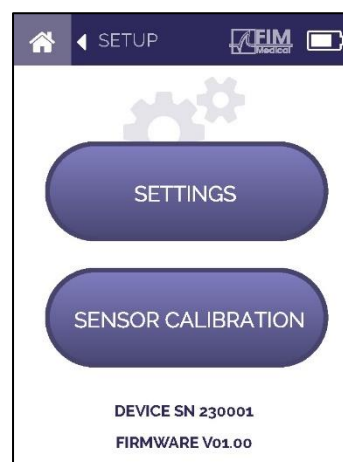 SETUP
FIM
Medical
SETTINGS
SENSOR CALIBRATION
DEVICE SN 230001
FIRMWARE V01.00